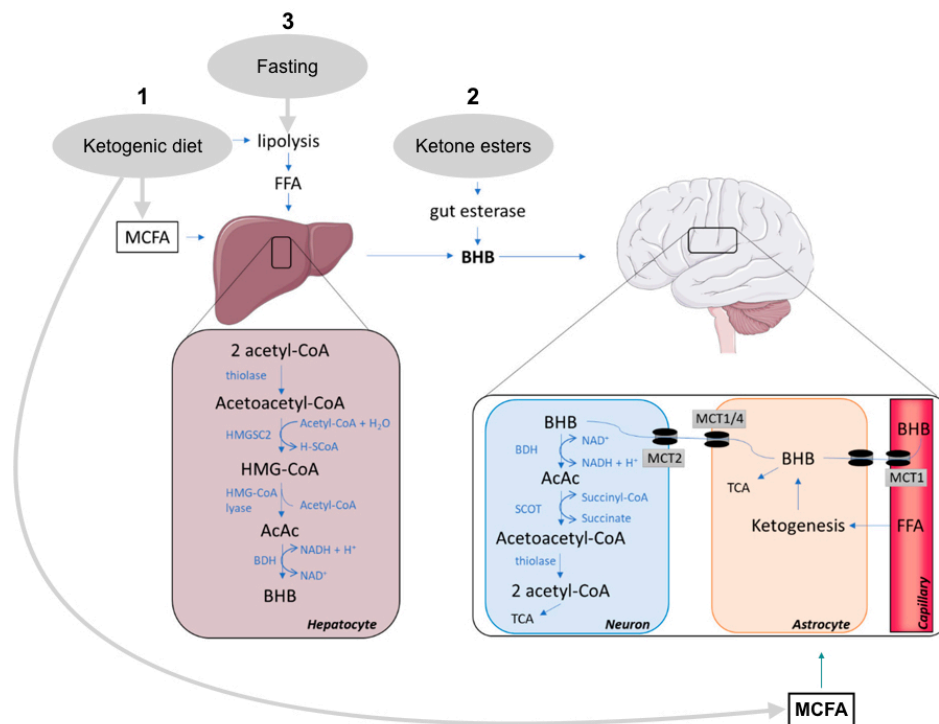 3
Fasting
1
Ketogenic diet
2
Ketone esters
lipolysis
FFA
gut esterase
MCFA
BHB
2 acetyl-CoA
thiolase
Acetoacetyl-CoA
HMGSC2
Acetyl-CoA + H₂O
H-SCoA
HMG-CoA
HMG-CoA
lyase
Acetyl-CoA
AcAc
BDH
NADH + H⁺
NAD⁺
BHB
Hepatocyte
BHB
BDH
NAD⁺
NADH + H⁺
AcAc
SCOT
Succinyl-CoA
Succinate
Acetoacetyl-CoA
thiolase
2 acetyl-CoA
TCA
Neuron
MCT2
MCT1/4
BHB
TCA
Ketogenesis
Astrocyte
BHB
MCT1
FFA
Capillary
MCFA